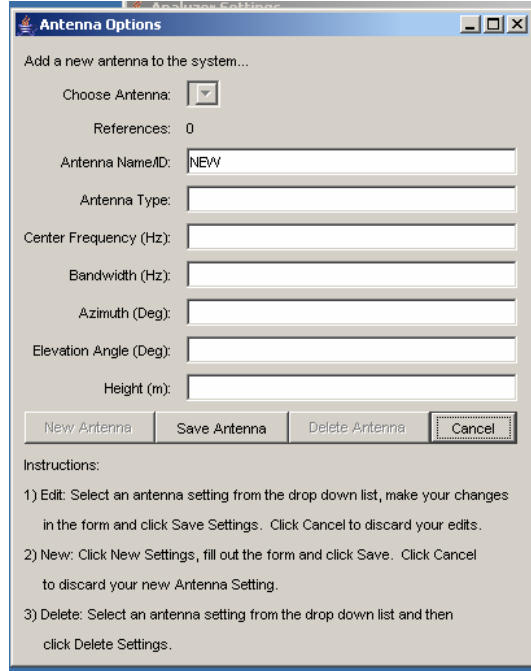 Analyzer Settings
Antenna Options
Add a new antenna to the system...
Choose Antenna:
References: 0
Antenna Name/ID: NEW
Antenna Type:
Center Frequency (Hz):
Bandwidth (Hz):
Azimuth (Deg):
Elevation Angle (Deg):
Height (m):
New Antenna Save Antenna Delete Antenna Cancel
Instructions:
1) Edit: Select an antenna setting from the drop down list, make your changes
in the form and click Save Settings. Click Cancel to discard your edits.
2) New: Click New Settings, fill out the form and click Save. Click Cancel
to discard your new Antenna Setting.
3) Delete: Select an antenna setting from the drop down list and then
click Delete Settings.